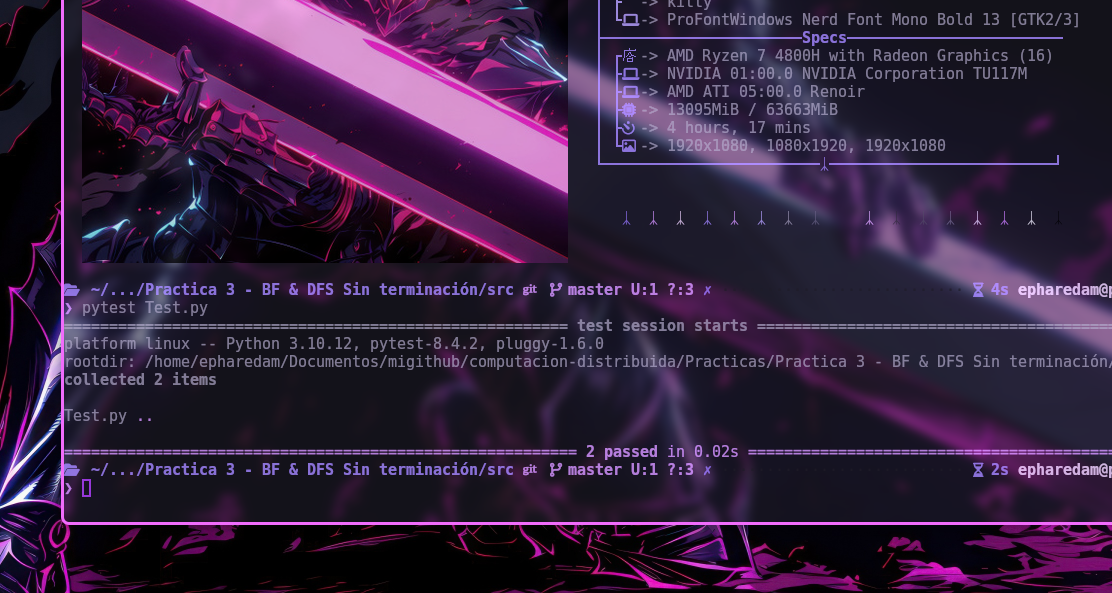 -> kitty
-> ProFontWindows Nerd Font Mono Bold 13 [GTK2/3]
Specs
-> AMD Ryzen 7 4800H with Radeon Graphics (16)
-> NVIDIA 01:00.0 NVIDIA Corporation TU117M
-> AMD ATI 05:00.0 Renoir
-> 13095MiB / 63663MiB
-> 4 hours, 17 mins
-> 1920x1080, 1080x1920, 1920x1080
~/.../Practica 3 - BF & DFS Sin terminación/src git master U:1 ?:3 ✗ 4s epharedam@p
❯ pytest Test.py
======================================================== test session starts ========================================
platform linux -- Python 3.10.12, pytest-8.4.2, pluggy-1.6.0
rootdir: /home/epharedam/Documentos/migithub/computacion-distribuida/Practicas/Practica 3 - BF & DFS Sin terminación/
collected 2 items
Test.py ..
========================================================= 2 passed in 0.02s =========================================
~/.../Practica 3 - BF & DFS Sin terminación/src git master U:1 ?:3 ✗ 2s epharedam@p
❯